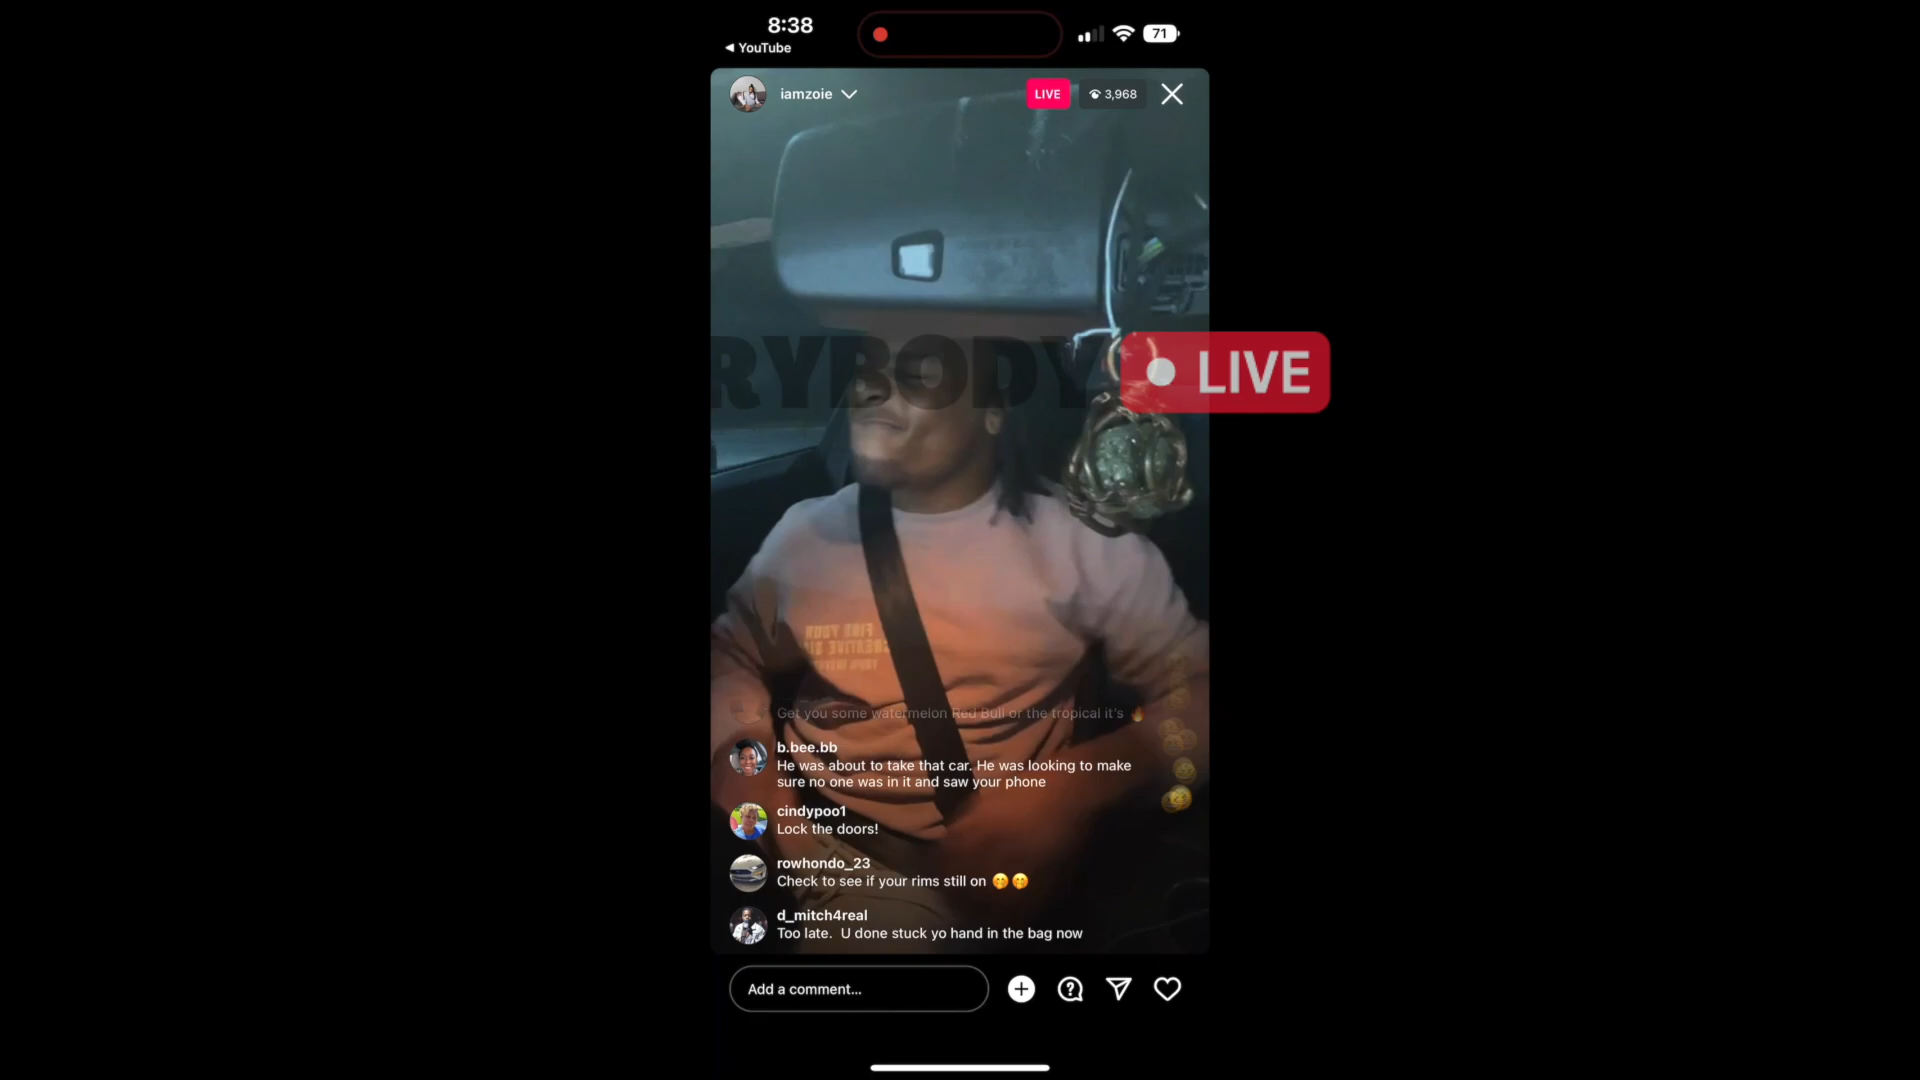 8:38
71
◀ YouTube
iamzoie
LIVE
3,968
RYBODY
LIVE
FIND YOUR
Get you some watermelon Red Bull or the tropical it's 🔥
b.bee.bb
He was about to take that car. He was looking to make
sure no one was in it and saw your phone
cindypoo1
Lock the doors!
rowhondo_23
Check to see if your rims still on 🤭🤭
d_mitch4real
Too late.  U done stuck yo hand in the bag now
Add a comment...